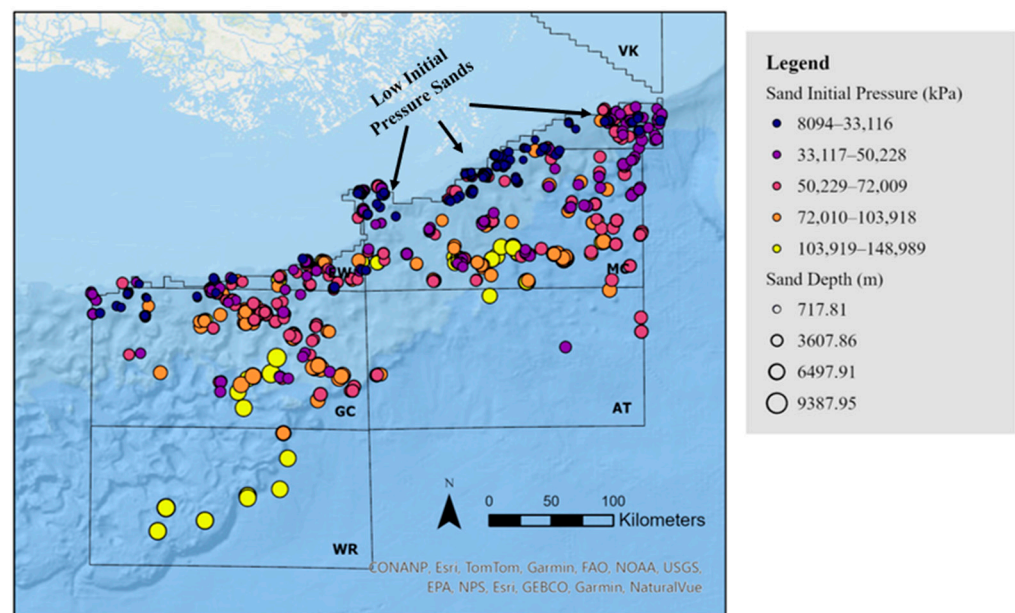 VK
Low Initial
Pressure Sands
MC
GC
AT
WR
N
0 50 100
Kilometers
CONANP, Esri, TomTom, Garmin, FAO, NOAA, USGS,
EPA, NPS, Esri, GEBCO, Garmin, NaturalVue
Legend
Sand Initial Pressure (kPa)
8094–33,116
33,117–50,228
50,229–72,009
72,010–103,918
103,919–148,989
Sand Depth (m)
717.81
3607.86
6497.91
9387.95